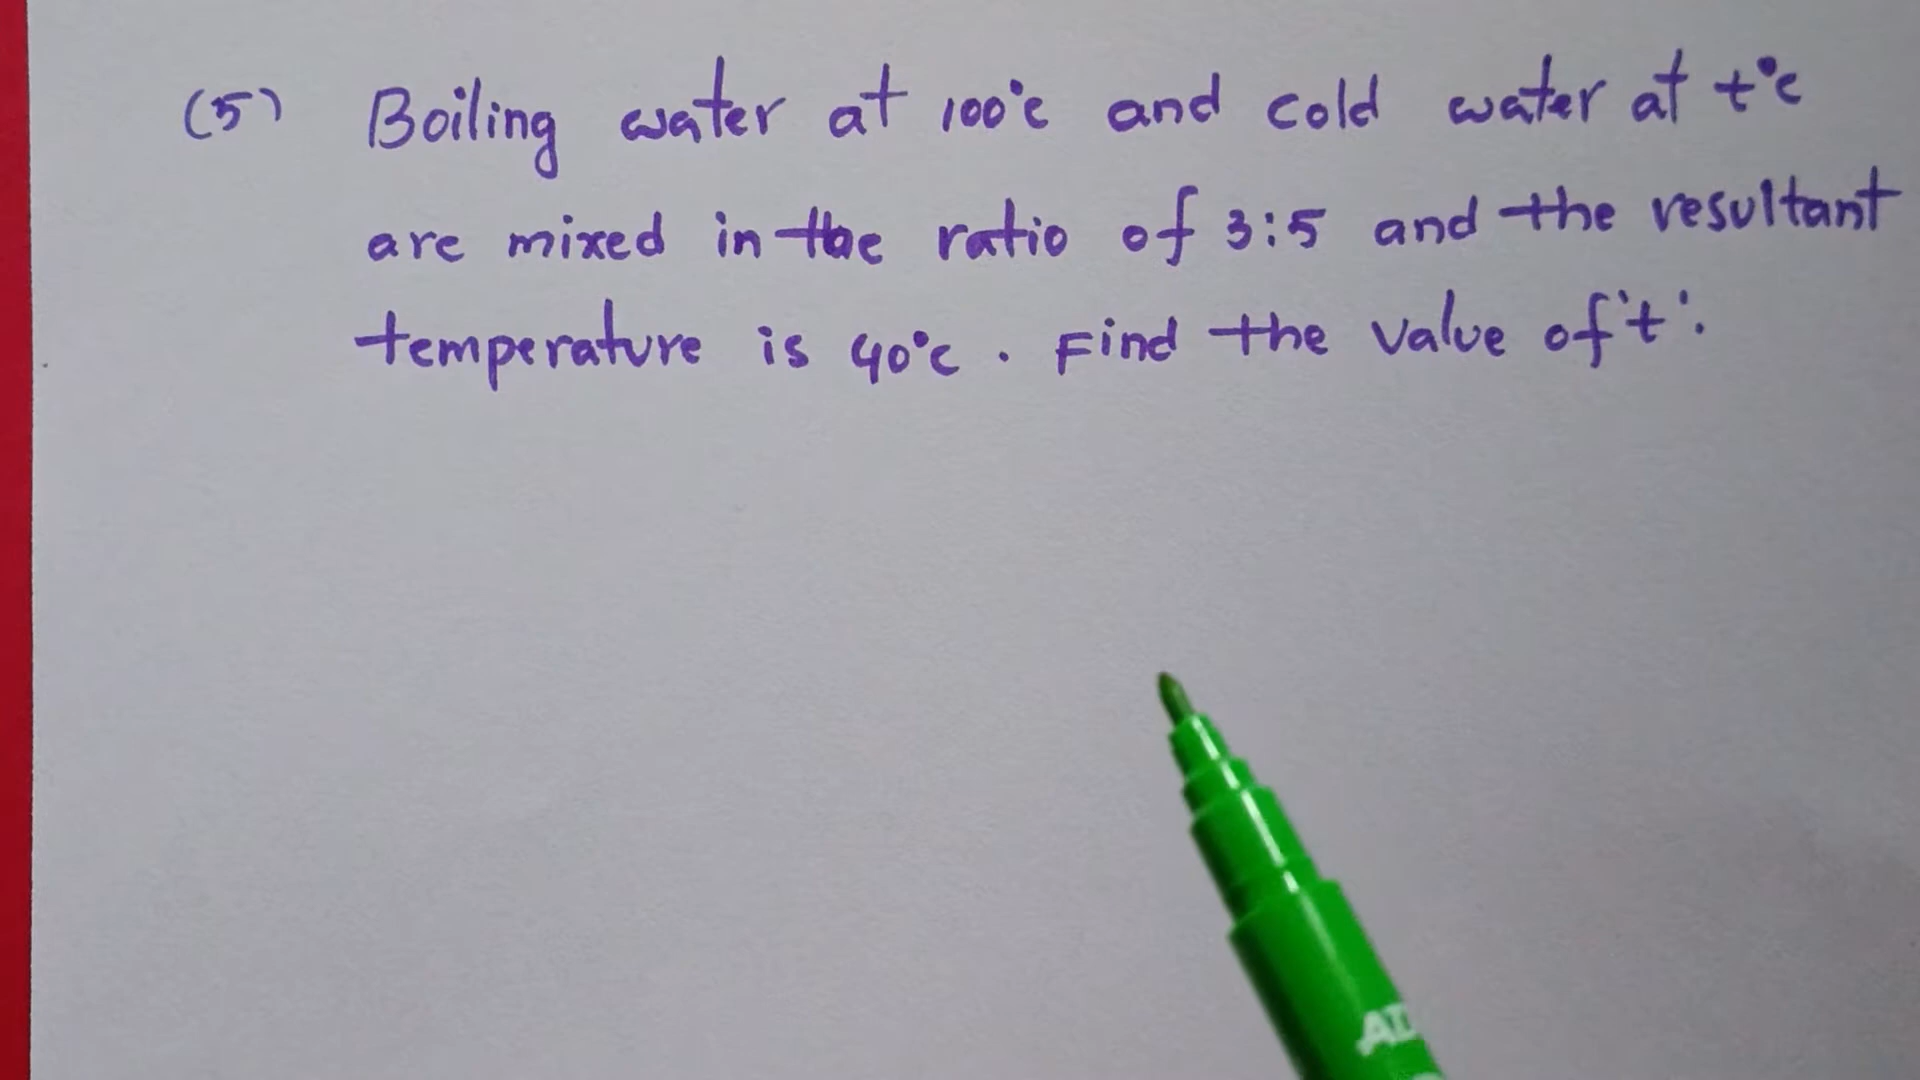 (5) Boiling water at 100°c and cold water at t°c
are mixed in the ratio of 3:5 and the resultant
temperature is 40°c. Find the value of 't'.